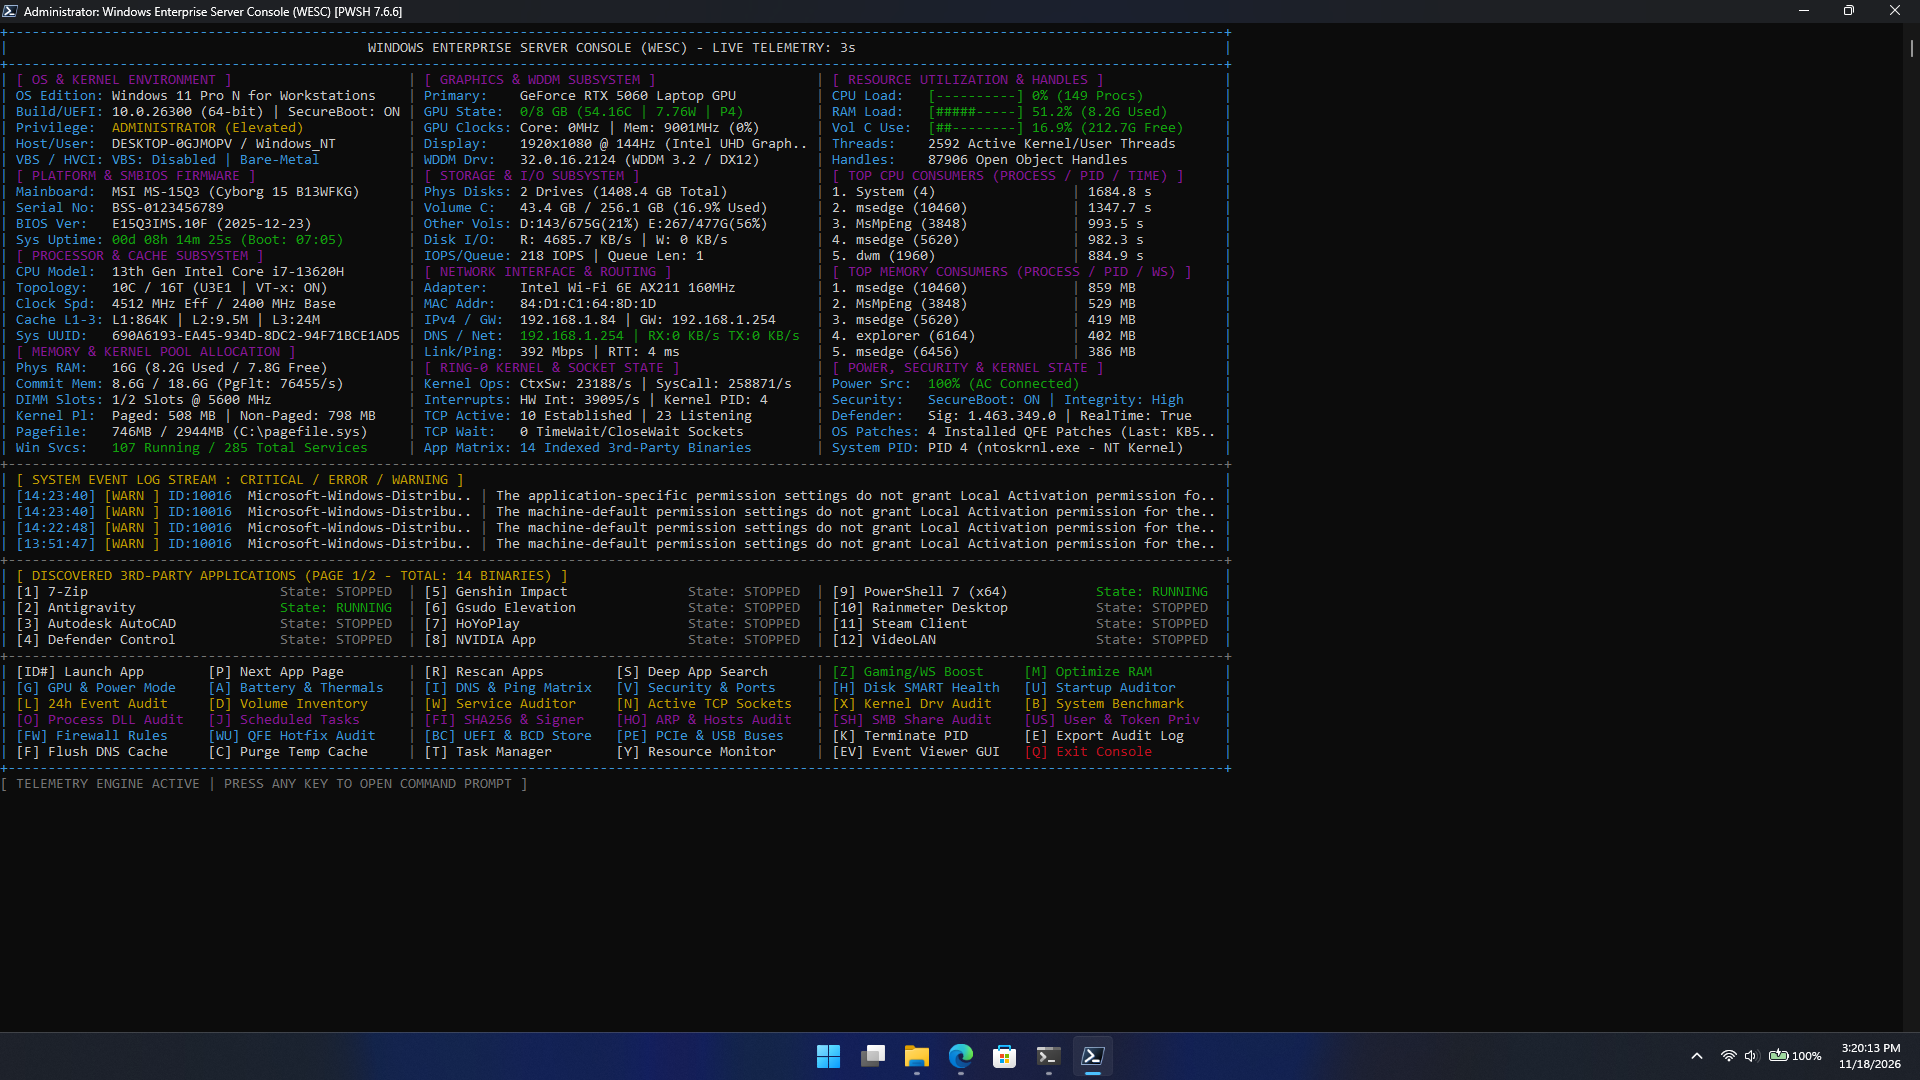 Administrator: Windows Enterprise Server Console (WESC) [PWSH 7.6.6]
WINDOWS ENTERPRISE SERVER CONSOLE (WESC) - LIVE TELEMETRY: 3s
[ OS & KERNEL ENVIRONMENT ] | [ GRAPHICS & WDDM SUBSYSTEM ] | [ RESOURCE UTILIZATION & HANDLES ]
OS Edition: Windows 11 Pro N for Workstations | Primary: GeForce RTX 5060 Laptop GPU | CPU Load: [----------] 0% (149 Procs)
Build/UEFI: 10.0.26300 (64-bit) | SecureBoot: ON | GPU State: 0/8 GB (54.16C | 7.76W | P4) | RAM Load: [#####-----] 51.2% (8.2G Used)
Privilege: ADMINISTRATOR (Elevated) | GPU Clocks: Core: 0MHz | Mem: 9001MHz (0%) | Vol C Use: [##--------] 16.9% (212.7G Free)
Host/User: DESKTOP-0GJMOPV / Windows_NT | Display: 1920x1080 @ 144Hz (Intel UHD Graph.. | Threads: 2592 Active Kernel/User Threads
VBS / HVCI: VBS: Disabled | Bare-Metal | WDDM Drv: 32.0.16.2124 (WDDM 3.2 / DX12) | Handles: 87906 Open Object Handles
[ PLATFORM & SMBIOS FIRMWARE ] | [ STORAGE & I/O SUBSYSTEM ] | [ TOP CPU CONSUMERS (PROCESS / PID / TIME) ]
Mainboard: MSI MS-15Q3 (Cyborg 15 B13WFKG) | Phys Disks: 2 Drives (1408.4 GB Total) | 1. System (4) | 1684.8 s
Serial No: BSS-0123456789 | Volume C: 43.4 GB / 256.1 GB (16.9% Used) | 2. msedge (10460) | 1347.7 s
BIOS Ver: E15Q3IMS.10F (2025-12-23) | Other Vols: D:143/675G(21%) E:267/477G(56%) | 3. MsMpEng (3848) | 993.5 s
Sys Uptime: 00d 08h 14m 25s (Boot: 07:05) | Disk I/O: R: 4685.7 KB/s | W: 0 KB/s | 4. msedge (5620) | 982.3 s
[ PROCESSOR & CACHE SUBSYSTEM ] | IOPS/Queue: 218 IOPS | Queue Len: 1 | 5. dwm (1960) | 884.9 s
CPU Model: 13th Gen Intel Core i7-13620H | [ NETWORK INTERFACE & ROUTING ] | [ TOP MEMORY CONSUMERS (PROCESS / PID / WS) ]
Topology: 10C / 16T (U3E1 | VT-x: ON) | Adapter: Intel Wi-Fi 6E AX211 160MHz | 1. msedge (10460) | 859 MB
Clock Spd: 4512 MHz Eff / 2400 MHz Base | MAC Addr: 84:D1:C1:64:8D:1D | 2. MsMpEng (3848) | 529 MB
Cache L1-3: L1:864K | L2:9.5M | L3:24M | IPv4 / GW: 192.168.1.84 | GW: 192.168.1.254 | 3. msedge (5620) | 419 MB
Sys UUID: 690A6193-EA45-934D-8DC2-94F71BCE1AD5 | DNS / Net: 192.168.1.254 | RX:0 KB/s TX:0 KB/s | 4. explorer (6164) | 402 MB
[ MEMORY & KERNEL POOL ALLOCATION ] | Link/Ping: 392 Mbps | RTT: 4 ms | 5. msedge (6456) | 386 MB
Phys RAM: 16G (8.2G Used / 7.8G Free) | [ RING-0 KERNEL & SOCKET STATE ] | [ POWER, SECURITY & KERNEL STATE ]
Commit Mem: 8.6G / 18.6G (PgFlt: 76455/s) | Kernel Ops: CtxSw: 23188/s | SysCall: 258871/s | Power Src: 100% (AC Connected)
DIMM Slots: 1/2 Slots @ 5600 MHz | Interrupts: HW Int: 39095/s | Kernel PID: 4 | Security: SecureBoot: ON | Integrity: High
Kernel Pl: Paged: 508 MB | Non-Paged: 798 MB | TCP Active: 10 Established | 23 Listening | Defender: Sig: 1.463.349.0 | RealTime: True
Pagefile: 746MB / 2944MB (C:\pagefile.sys) | TCP Wait: 0 TimeWait/CloseWait Sockets | OS Patches: 4 Installed QFE Patches (Last: KB5..
Win Svcs: 107 Running / 285 Total Services | App Matrix: 14 Indexed 3rd-Party Binaries | System PID: PID 4 (ntoskrnl.exe - NT Kernel)
[ SYSTEM EVENT LOG STREAM : CRITICAL / ERROR / WARNING ]
[14:23:40] [WARN ] ID:10016 Microsoft-Windows-Distribu.. | The application-specific permission settings do not grant Local Activation permission fo..
[14:23:40] [WARN ] ID:10016 Microsoft-Windows-Distribu.. | The machine-default permission settings do not grant Local Activation permission for the..
[14:22:48] [WARN ] ID:10016 Microsoft-Windows-Distribu.. | The machine-default permission settings do not grant Local Activation permission for the..
[13:51:47] [WARN ] ID:10016 Microsoft-Windows-Distribu.. | The machine-default permission settings do not grant Local Activation permission for the..
[ DISCOVERED 3RD-PARTY APPLICATIONS (PAGE 1/2 - TOTAL: 14 BINARIES) ]
[1] 7-Zip State: STOPPED | [5] Genshin Impact State: STOPPED | [9] PowerShell 7 (x64) State: RUNNING
[2] Antigravity State: RUNNING | [6] Gsudo Elevation State: STOPPED | [10] Rainmeter Desktop State: STOPPED
[3] Autodesk AutoCAD State: STOPPED | [7] HoYoPlay State: STOPPED | [11] Steam Client State: STOPPED
[4] Defender Control State: STOPPED | [8] NVIDIA App State: STOPPED | [12] VideoLAN State: STOPPED
[ID#] Launch App [P] Next App Page | [R] Rescan Apps [S] Deep App Search | [Z] Gaming/WS Boost [M] Optimize RAM
[G] GPU & Power Mode [A] Battery & Thermals | [I] DNS & Ping Matrix [V] Security & Ports | [H] Disk SMART Health [U] Startup Auditor
[L] 24h Event Audit [D] Volume Inventory | [W] Service Auditor [N] Active TCP Sockets | [X] Kernel Drv Audit [B] System Benchmark
[O] Process DLL Audit [J] Scheduled Tasks | [FI] SHA256 & Signer [HO] ARP & Hosts Audit | [SH] SMB Share Audit [US] User & Token Priv
[FW] Firewall Rules [WU] QFE Hotfix Audit | [BC] UEFI & BCD Store [PE] PCIe & USB Buses | [K] Terminate PID [E] Export Audit Log
[F] Flush DNS Cache [C] Purge Temp Cache | [T] Task Manager [Y] Resource Monitor | [EV] Event Viewer GUI [Q] Exit Console
[ TELEMETRY ENGINE ACTIVE | PRESS ANY KEY TO OPEN COMMAND PROMPT ]
100%
3:20:13 PM
11/18/2026